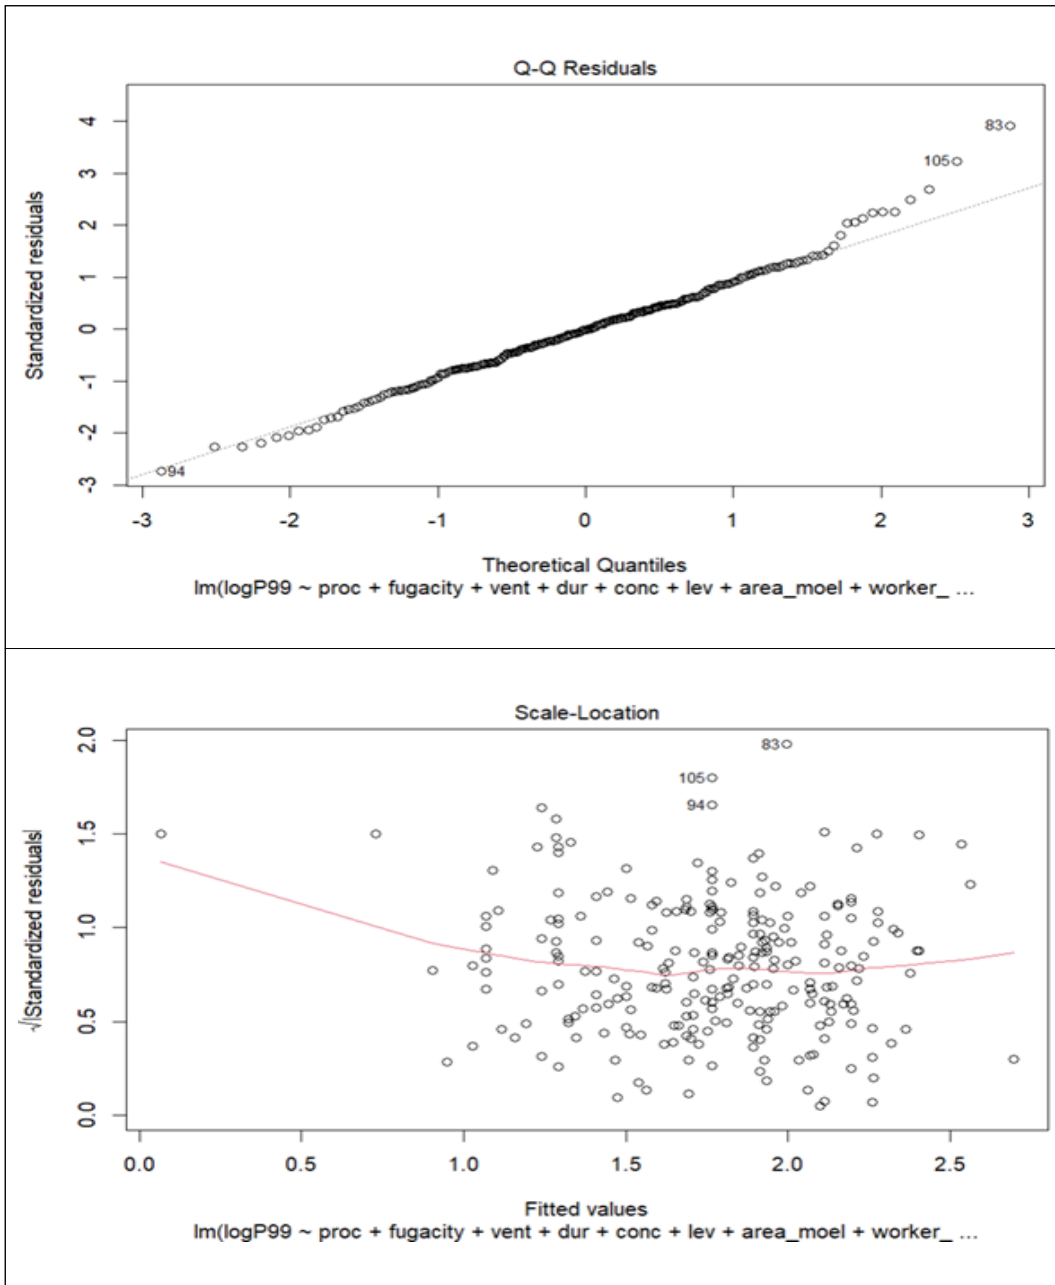 Q-Q Residuals
Standardized residuals
4
3
2
1
0
-1
-2
-3
83
105
94
-3 -2 -1 0 1 2 3
Theoretical Quantiles
lm(logP99 ~ proc + fugacity + vent + dur + conc + lev + area_moel + worker_ ...
Scale-Location
√|Standardized residuals|
2.0
1.5
1.0
0.5
0.0
83
105
94
0.0 0.5 1.0 1.5 2.0 2.5
Fitted values
lm(logP99 ~ proc + fugacity + vent + dur + conc + lev + area_moel + worker_ ...